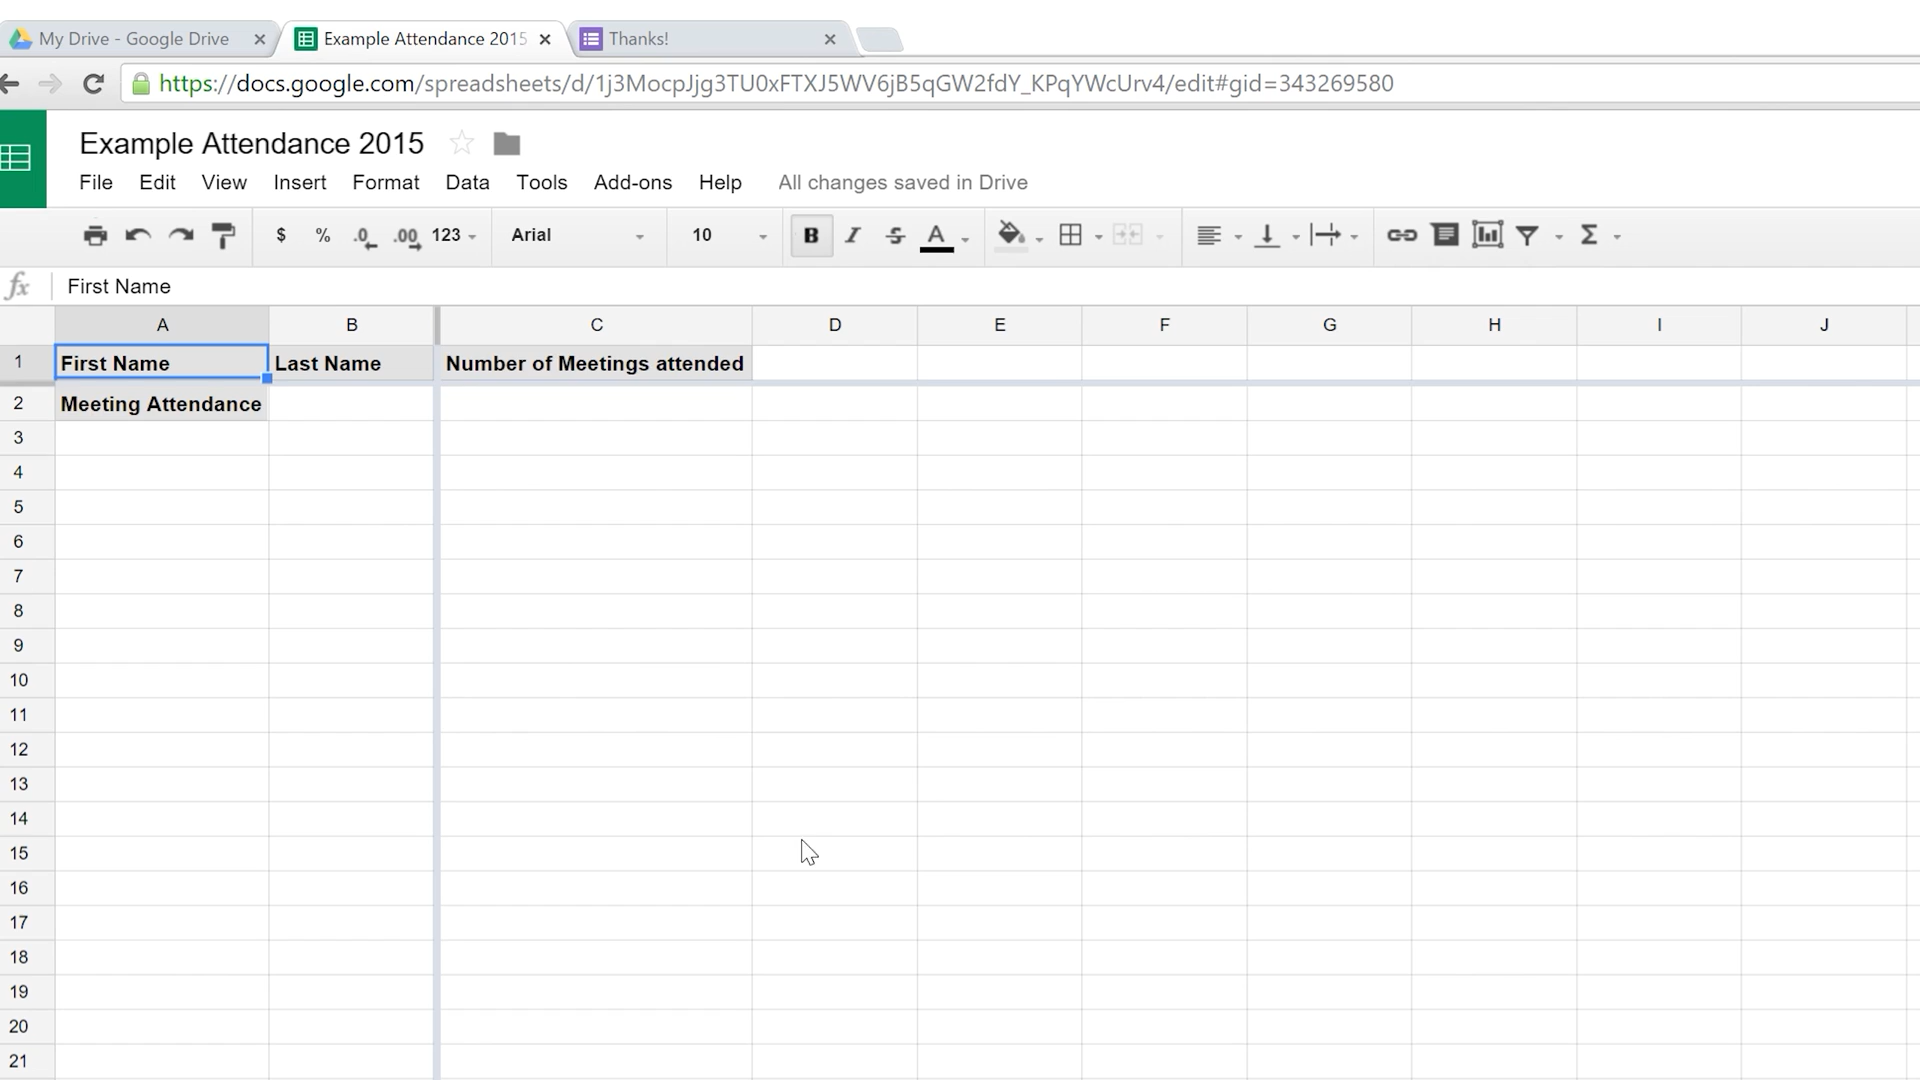 My Drive - Google Drive Example Attendance 2015 Thanks!
https://docs.google.com/spreadsheets/d/1j3MocpJjg3TU0xFTXJ5WV6jB5qGW2fdY_KPqYWcUrv4/edit#gid=343269580
Example Attendance 2015
File Edit View Insert Format Data Tools Add-ons Help All changes saved in Drive
$ % .0 .00 123 Arial 10 B I S A Σ
fx First Name
A B C D E F G H I J
1 First Name Last Name Number of Meetings attended
2 Meeting Attendance
3
4
5
6
7
8
9
10
11
12
13
14
15
16
17
18
19
20
21